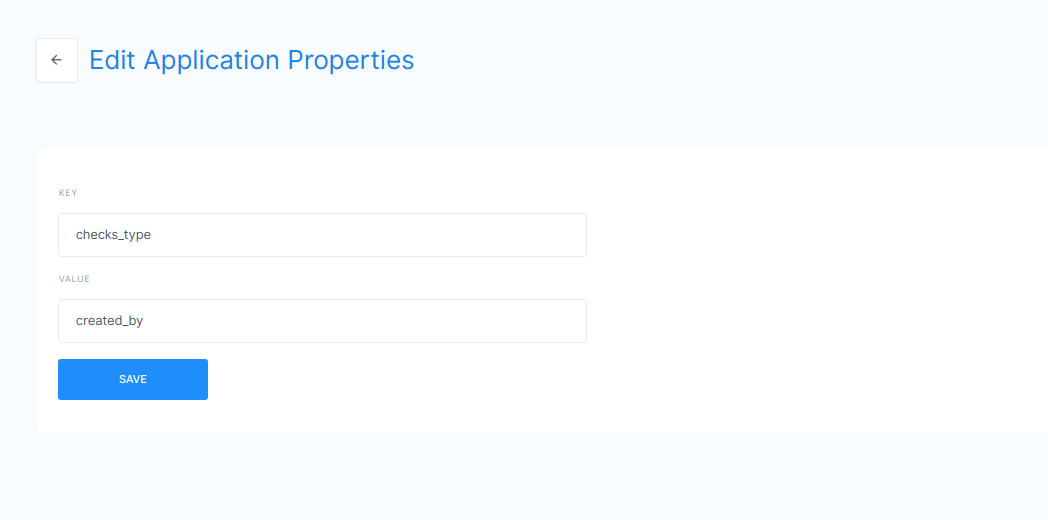 Edit Application Properties
KEY
checks_type
VALUE
created_by
SAVE